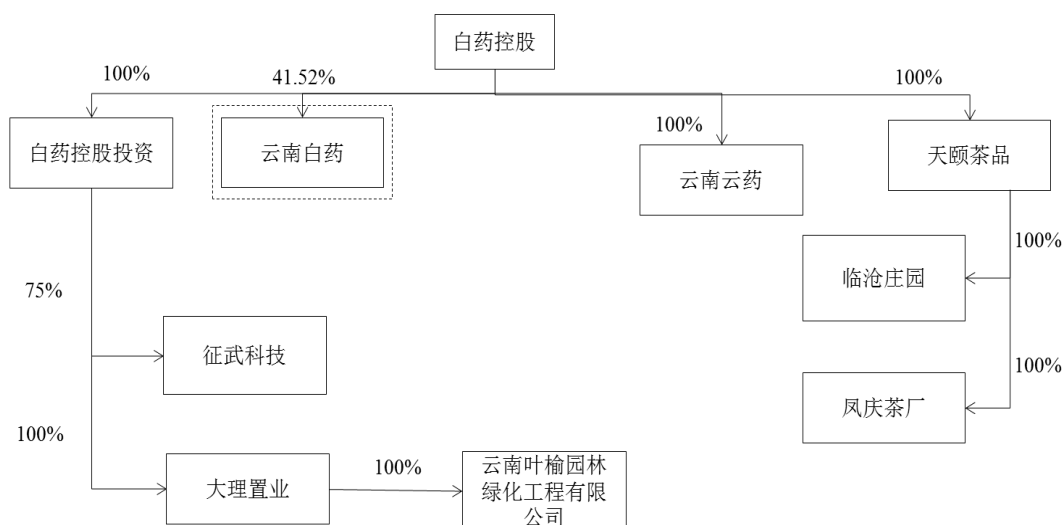 白药控股
100%
41.52%
100%
白药控股投资
云南白药
100%
云南云药
天颐茶品
100%
临沧庄园
75%
征武科技
100%
凤庆茶厂
100%
大理置业
100%
云南叶榆园林
绿化工程有限
公司